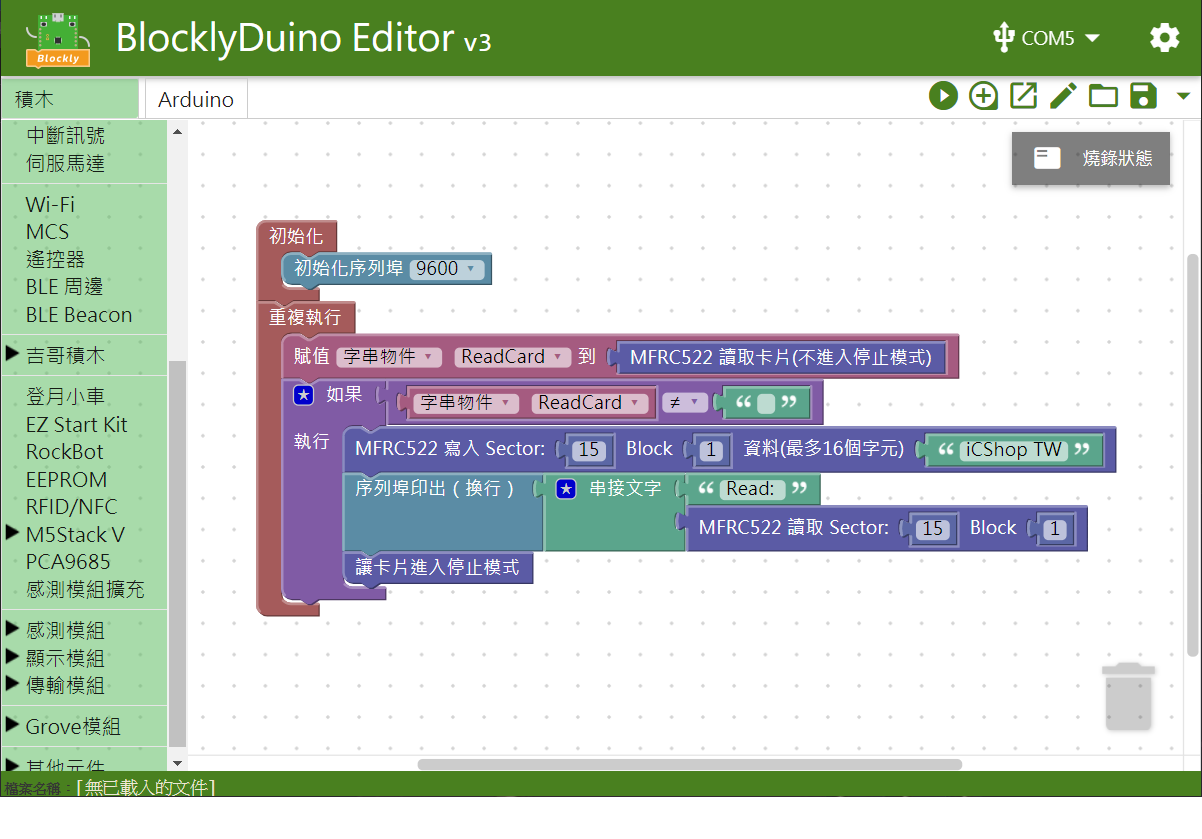 Blockly
BlocklyDuino Editor v3
COM5
積木
Arduino
中斷訊號
伺服馬達
Wi-Fi
MCS
遙控器
BLE 周邊
BLE Beacon
吉哥積木
登月小車
EZ Start Kit
RockBot
EEPROM
RFID/NFC
M5Stack V
PCA9685
感測模組擴充
感測模組
顯示模組
傳輸模組
Grove模組
其他元件
燒錄狀態
初始化
初始化序列埠 9600
重複執行
賦值 字串物件 ReadCard 到 MFRC522 讀取卡片(不進入停止模式)
如果 字串物件 ReadCard ≠ “ ”
執行 MFRC522 寫入 Sector: 15 Block 1 資料(最多16個字元) “ iCShop TW ”
序列埠印出 ( 換行 ) 串接文字 “ Read: ”
MFRC522 讀取 Sector: 15 Block 1
讓卡片進入停止模式
檔案名稱：[無已載入的文件]